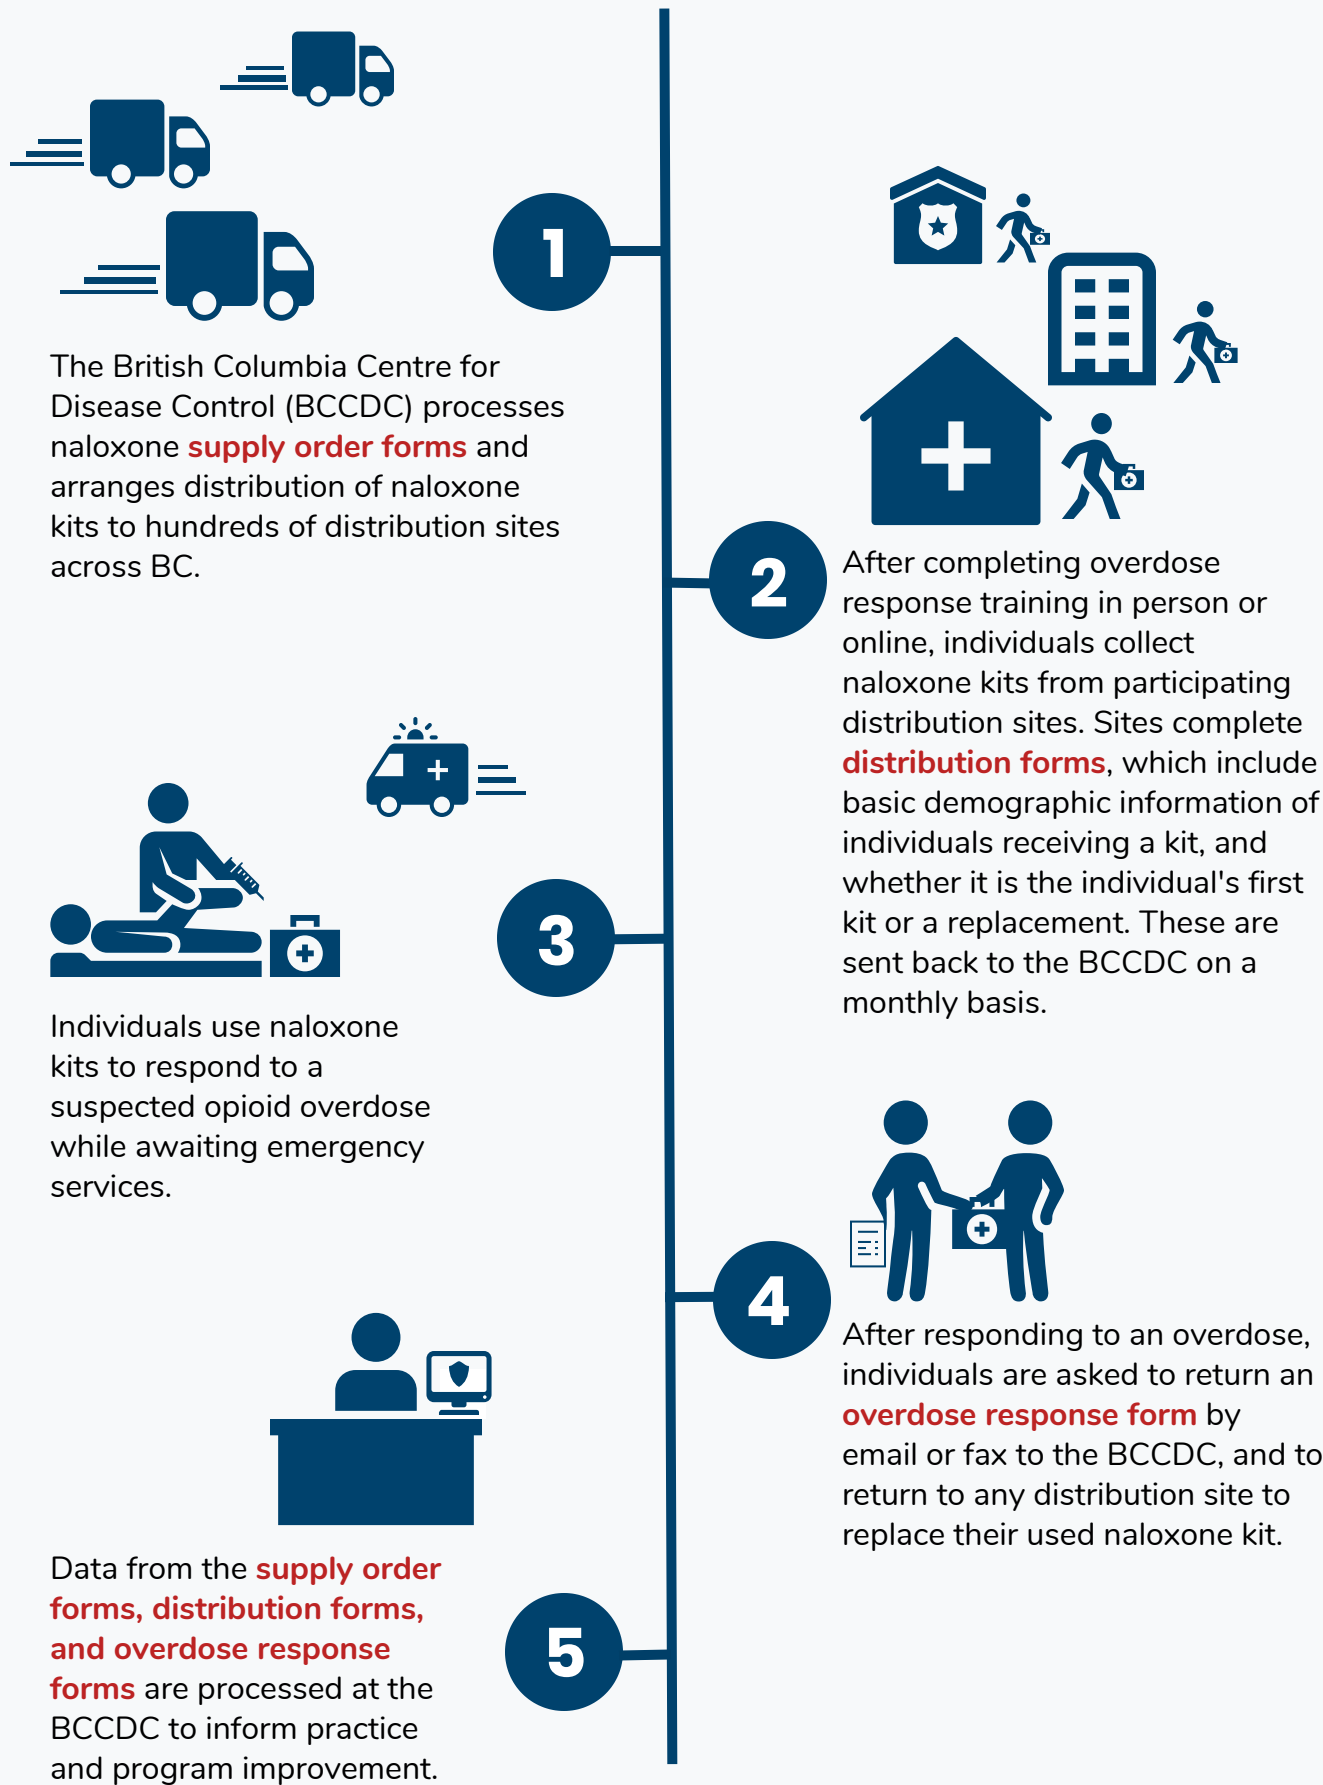 1
The British Columbia Centre for
Disease Control (BCCDC) processes
naloxone supply order forms and
arranges distribution of naloxone
kits to hundreds of distribution sites
across BC.
2
After completing overdose
response training in person or
online, individuals collect
naloxone kits from participating
distribution sites. Sites complete
distribution forms, which include
basic demographic information of
individuals receiving a kit, and
whether it is the individual's first
kit or a replacement. These are
sent back to the BCCDC on a
monthly basis.
3
Individuals use naloxone
kits to respond to a
suspected opioid overdose
while awaiting emergency
services.
4
After responding to an overdose,
individuals are asked to return an
overdose response form by
email or fax to the BCCDC, and to
return to any distribution site to
replace their used naloxone kit.
5
Data from the supply order
forms, distribution forms,
and overdose response
forms are processed at the
BCCDC to inform practice
and program improvement.